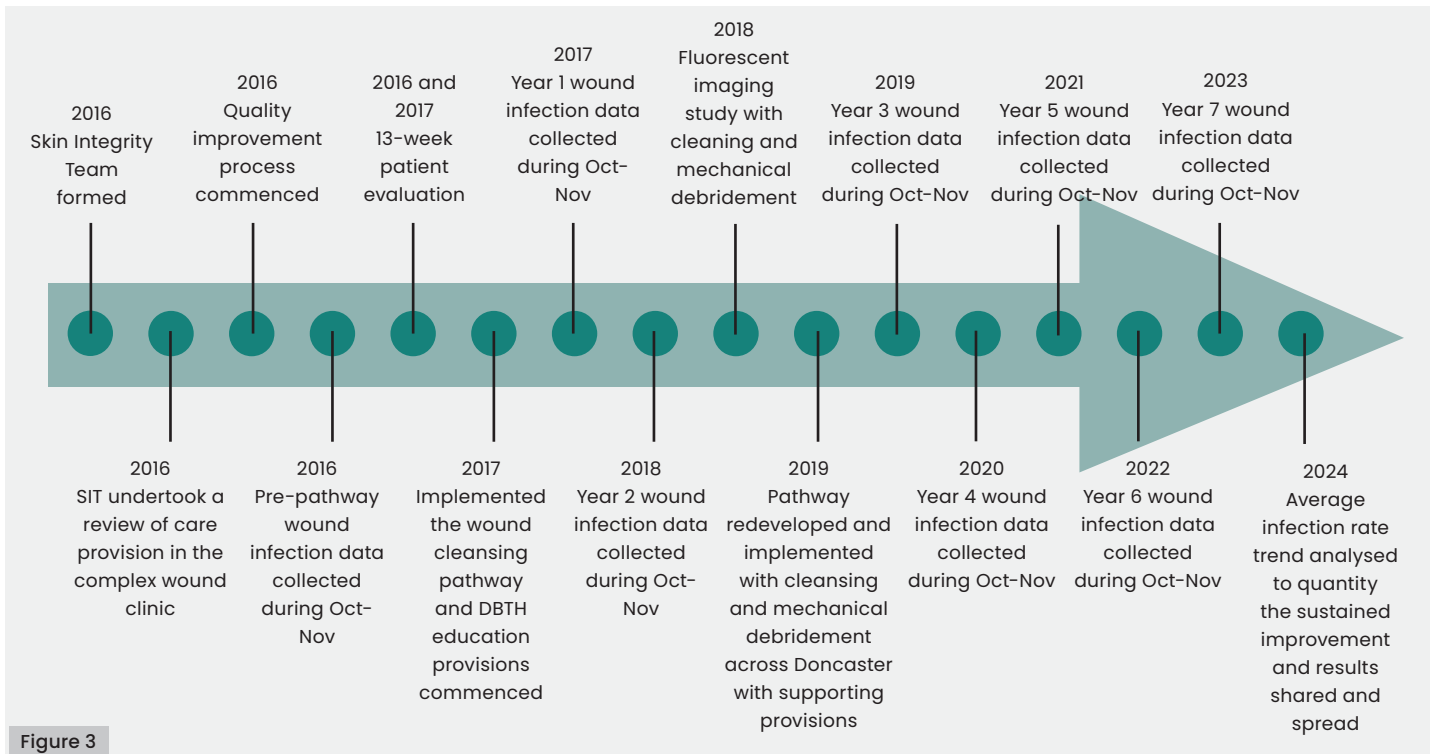 2016
Skin Integrity
Team
formed
2016
SIT undertook a
review of care
provision in the
complex wound
clinic
2016
Quality
improvement
process
commenced
2016
Pre-pathway
wound
infection data
collected
during Oct-
Nov
2016 and
2017
13-week
patient
evaluation
2017
Implemented
the wound
cleansing
pathway
and DBTH
education
provisions
commenced
2017
Year 1 wound
infection data
collected
during Oct-
Nov
2018
Year 2 wound
infection data
collected
during Oct-
Nov
2018
Fluorescent
imaging
study with
cleaning and
mechanical
debridement
2019
Pathway
redeveloped and
implemented
with cleansing
and mechanical
debridement
across Doncaster
with supporting
provisions
2019
Year 3 wound
infection data
collected
during Oct-Nov
2020
Year 4 wound
infection data
collected
during Oct-Nov
2021
Year 5 wound
infection data
collected
during Oct-Nov
2022
Year 6 wound
infection data
collected
during Oct-Nov
2023
Year 7 wound
infection data
collected
during Oct-Nov
2024
Average
infection rate
trend analysed
to quantity
the sustained
improvement
and results
shared and
spread
Figure 3